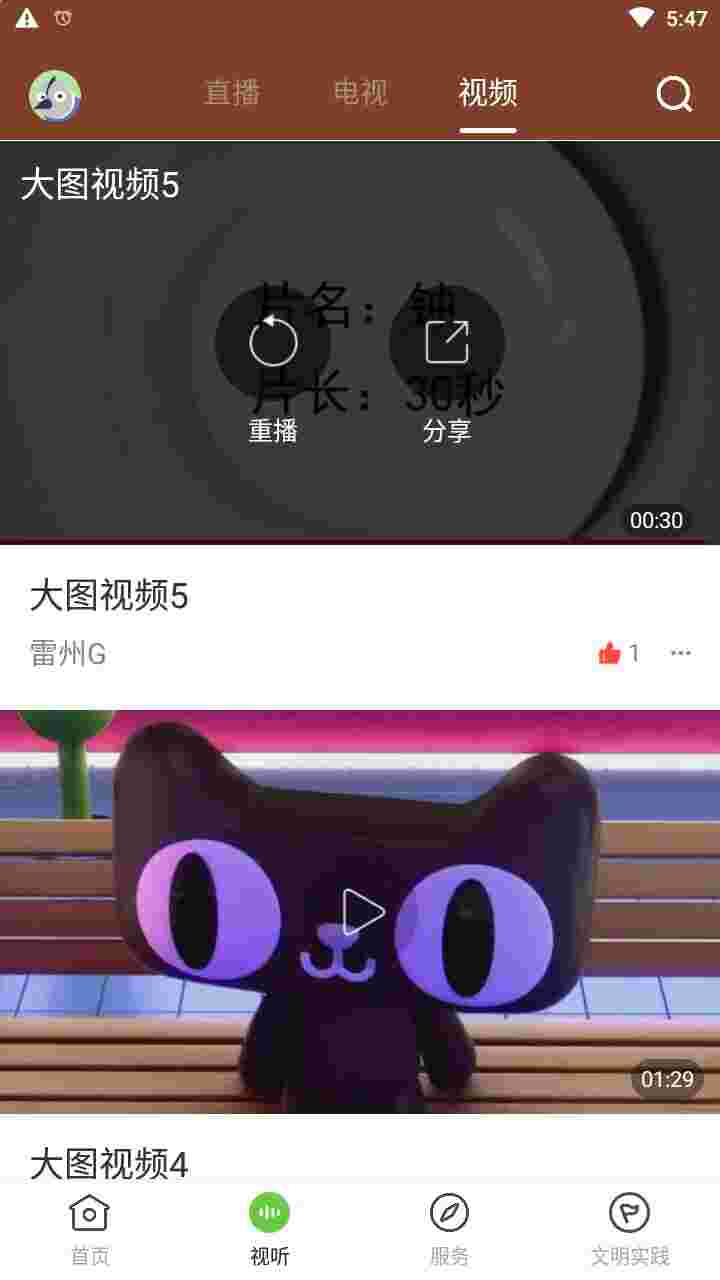 5:47
直播 电视 视频
大图视频5
片名：钟
片长：30秒
重播 分享
00:30
大图视频5
雷州G
1
01:29
大图视频4
首页 视听 服务 文明实践